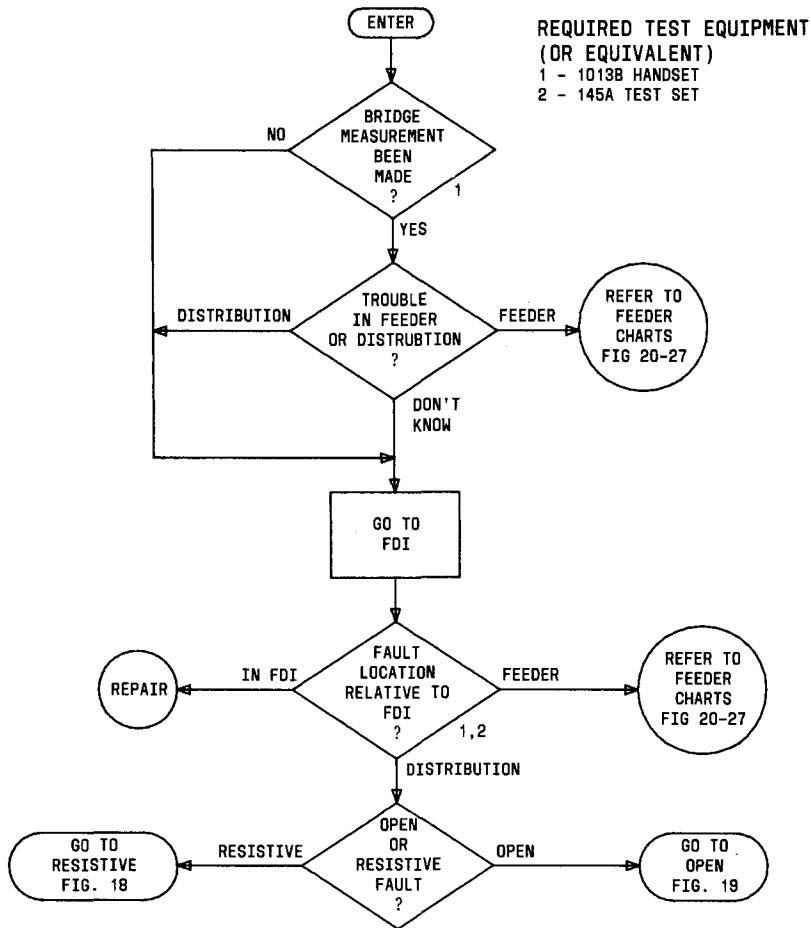 ENTER
REQUIRED TEST EQUIPMENT
(OR EQUIVALENT)
1 - 1013B HANDSET
2 - 145A TEST SET
BRIDGE
MEASUREMENT
BEEN
MADE
?
1
NO
YES
TROUBLE
IN FEEDER
OR DISTRUBTION
?
DISTRIBUTION
FEEDER
REFER TO
FEEDER
CHARTS
FIG 20-27
DON'T
KNOW
GO TO
FDI
FAULT
LOCATION
RELATIVE TO
FDI
?
1,2
IN FDI
REPAIR
FEEDER
REFER TO
FEEDER
CHARTS
FIG 20-27
DISTRIBUTION
OPEN
OR
RESISTIVE
FAULT
?
RESISTIVE
GO TO
RESISTIVE
FIG. 18
OPEN
GO TO
OPEN
FIG. 19